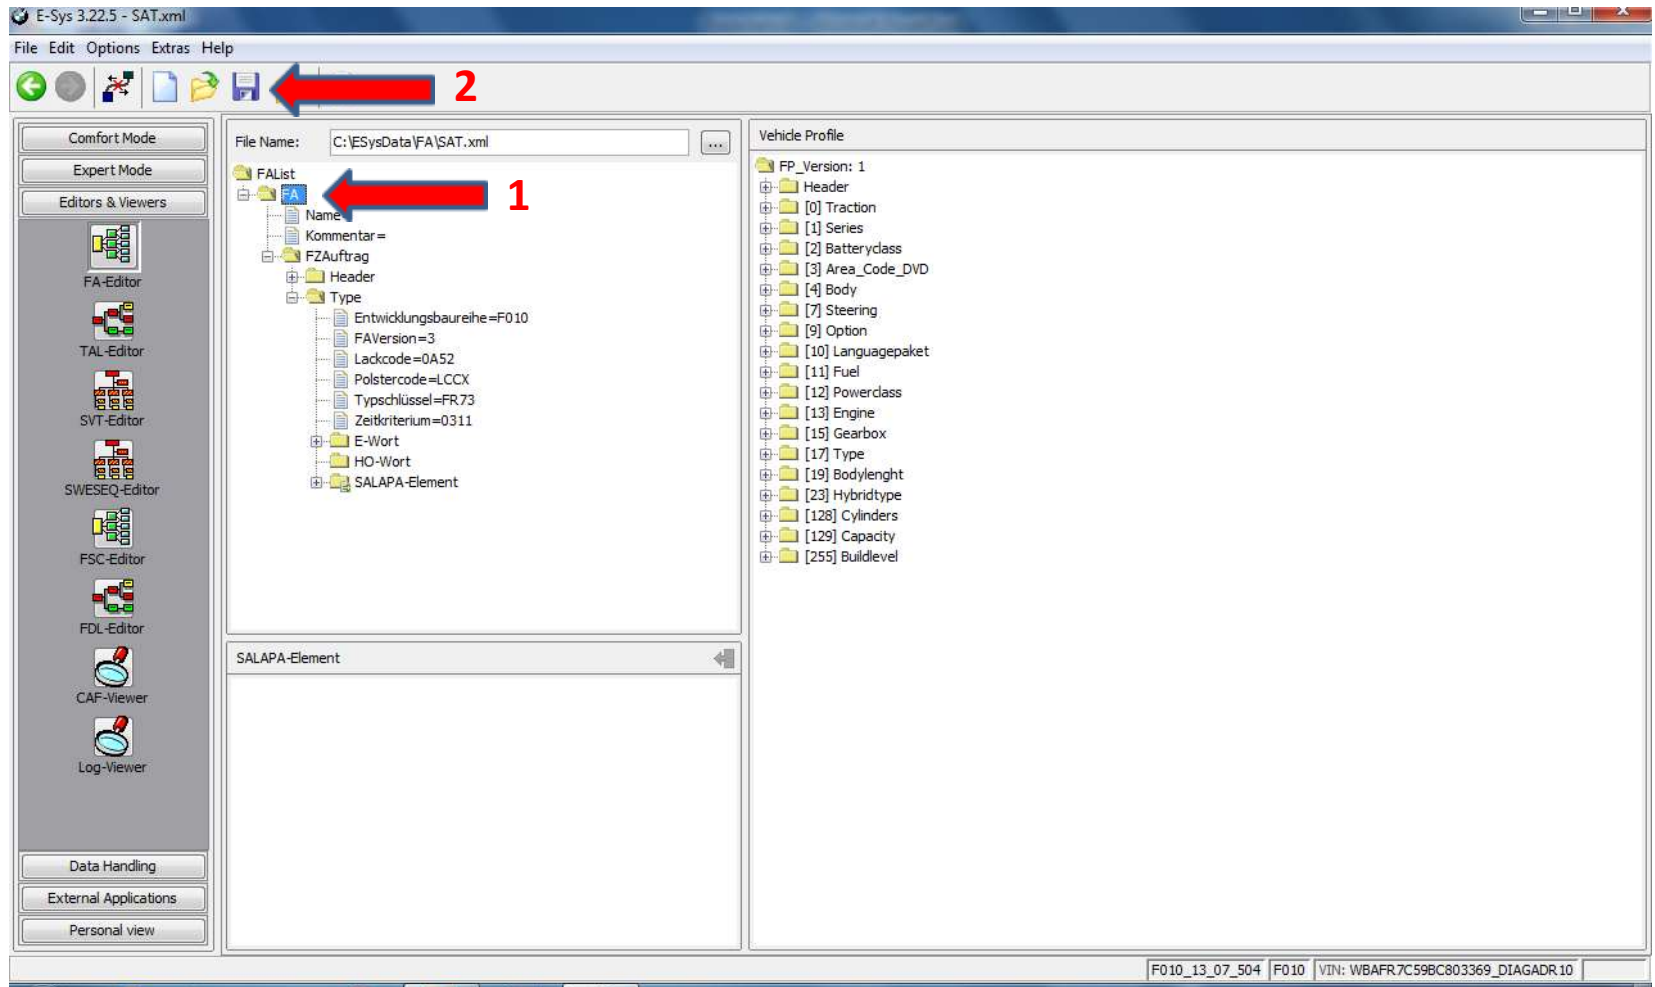 E-Sys 3.22.5 - SAT.xml
File Edit Options Extras Help
2
Comfort Mode
Expert Mode
Editors & Viewers
FA-Editor
TAL-Editor
SVT-Editor
SWESEQ-Editor
FSC-Editor
FDL-Editor
CAF-Viewer
Log-Viewer
Data Handling
External Applications
Personal view
File Name: C:\ESysData\FA\SAT.xml ...
FAList
FA
1
Name
Kommentar=
FZAuftrag
Header
Type
Entwicklungsbaureihe=F010
FAVersion=3
Lackcode=0A52
Polstercode=LCCX
Typschlüssel=FR73
Zeitkriterium=0311
E-Wort
HO-Wort
SALAPA-Element
SALAPA-Element
Vehicle Profile
FP_Version: 1
Header
[0] Traction
[1] Series
[2] Batteryclass
[3] Area_Code_DVD
[4] Body
[7] Steering
[9] Option
[10] Languagepaket
[11] Fuel
[12] Powerclass
[13] Engine
[15] Gearbox
[17] Type
[19] Bodylenght
[23] Hybridtype
[128] Cylinders
[129] Capacity
[255] Buildlevel
F010_13_07_504 F010 VIN: WBAFR7C59BC803369_DIAGADR10